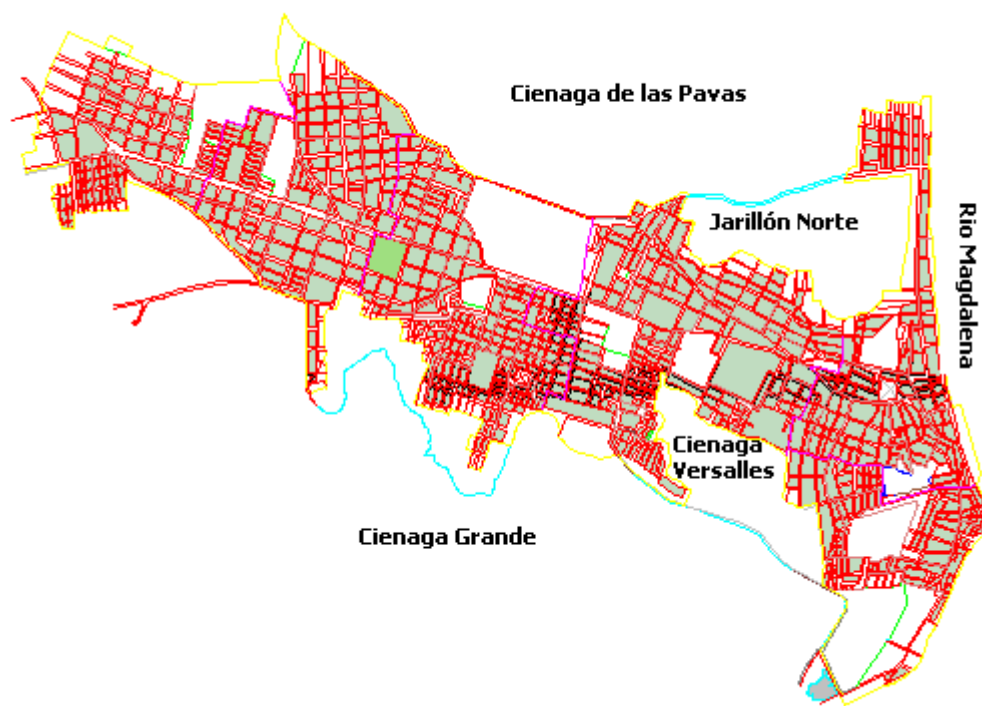 Cienaga de las Pavas
Jarillón Norte
Rio Magdalena
Cienaga
Versalles
Cienaga Grande